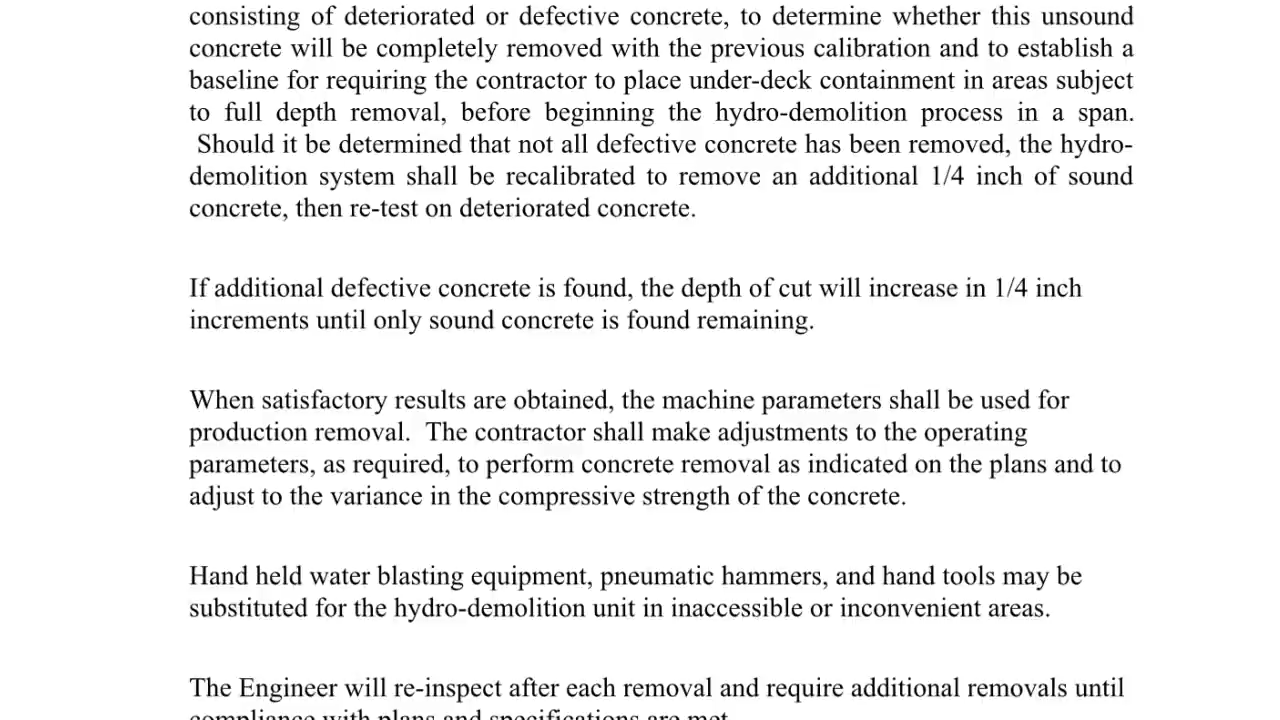 consisting of deteriorated or defective concrete, to determine whether this unsound
concrete will be completely removed with the previous calibration and to establish a
baseline for requiring the contractor to place under-deck containment in areas subject
to full depth removal, before beginning the hydro-demolition process in a span.
Should it be determined that not all defective concrete has been removed, the hydro-
demolition system shall be recalibrated to remove an additional 1/4 inch of sound
concrete, then re-test on deteriorated concrete.
If additional defective concrete is found, the depth of cut will increase in 1/4 inch
increments until only sound concrete is found remaining.
When satisfactory results are obtained, the machine parameters shall be used for
production removal.  The contractor shall make adjustments to the operating
parameters, as required, to perform concrete removal as indicated on the plans and to
adjust to the variance in the compressive strength of the concrete.
Hand held water blasting equipment, pneumatic hammers, and hand tools may be
substituted for the hydro-demolition unit in inaccessible or inconvenient areas.
The Engineer will re-inspect after each removal and require additional removals until
compliance with plans and specifications are met.